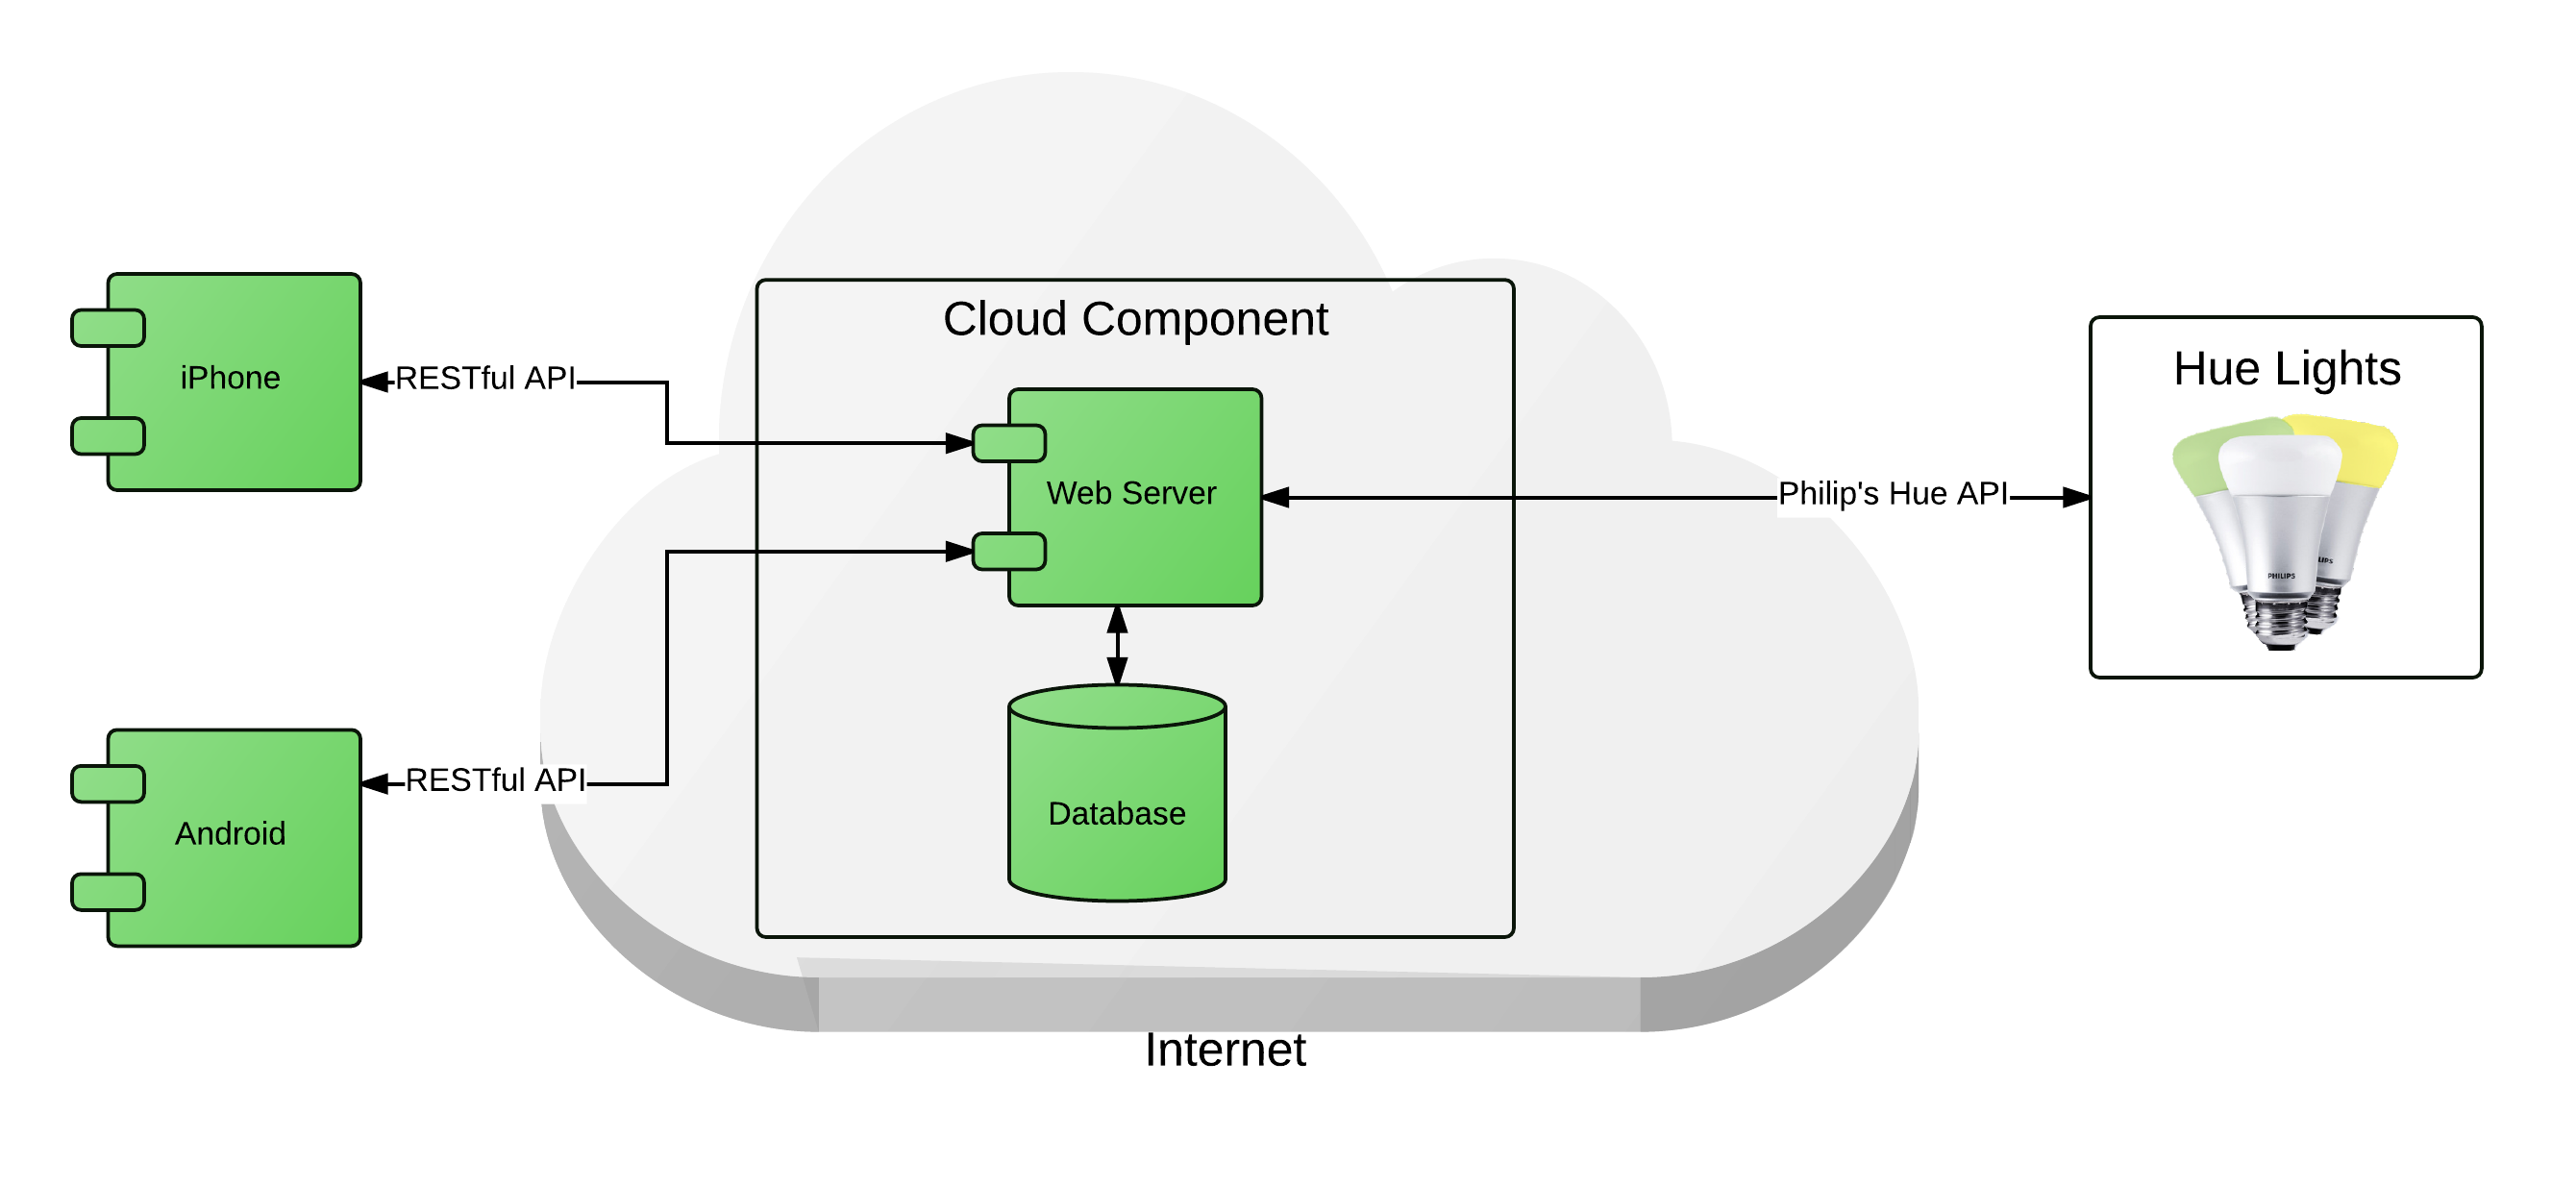 Cloud Component
iPhone
RESTful API
Web Server
Philip's Hue API
Hue Lights
PHILIPS
Android
RESTful API
Database
Internet